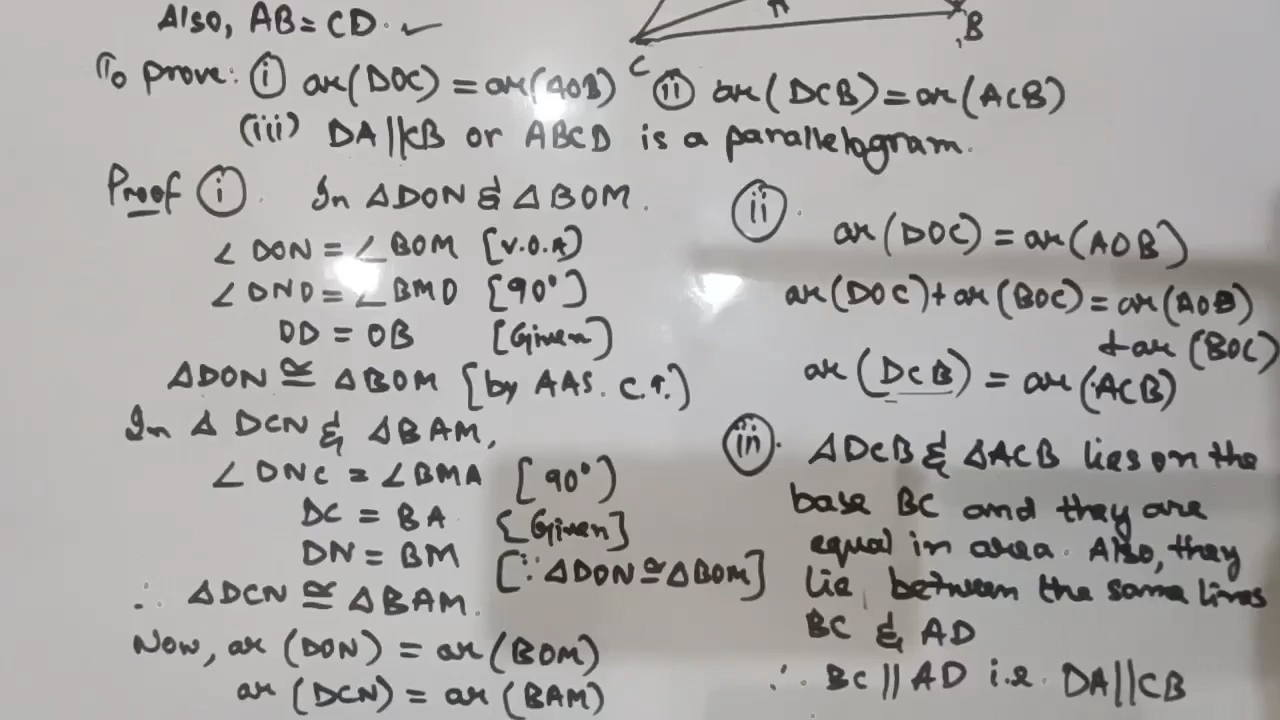 Also, AB = CD. ✓
C
B
To prove: (i) ar(DOC) = ar(AOB) (ii) ar(DCB) = ar(ACB)
(iii) DA||CB or ABCD is a parallelogram.
Proof (i). In △DON & △BOM.
∠DON = ∠BOM [V.O.A)
∠DNO = ∠BMO [90°]
OD = OB [Given)
△DON ≅ △BOM [by AAS. C.T.)
In △DCN & △BAM,
∠DNC = ∠BMA [90°)
DC = BA [Given]
DN = BM [∵ △DON ≅ △BOM]
∴ △DCN ≅ △BAM.
Now, ar (DON) = ar(BOM)
ar (DCN) = ar (BAM)
(ii). ar(DOC) = ar(AOB)
ar(DOC)+ar(BOC) = ar(AOB)
+ar (BOC)
ar (DCB) = ar (ACB)
(iii). △DCB & △ACB lies on the
base BC and they are
equal in area. Also, they
lie between the same lines
BC & AD
∴ BC || AD i.e. DA||CB